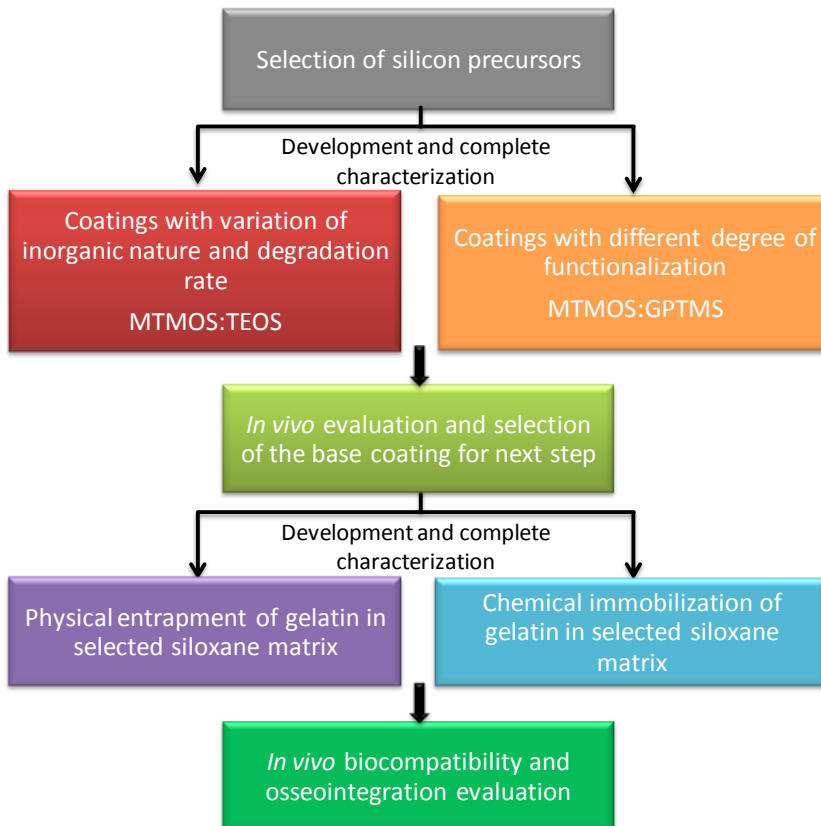 Selection of silicon precursors
Development and complete
characterization
Coatings with variation of
inorganic nature and degradation
rate
MTMOS:TEOS
Coatings with different degree of
functionalization
MTMOS:GPTMS
In vivo evaluation and selection
of the base coating for next step
Development and complete
characterization
Physical entrapment of gelatin in
selected siloxane matrix
Chemical immobilization of
gelatin in selected siloxane
matrix
In vivo biocompatibility and
osseointegration evaluation